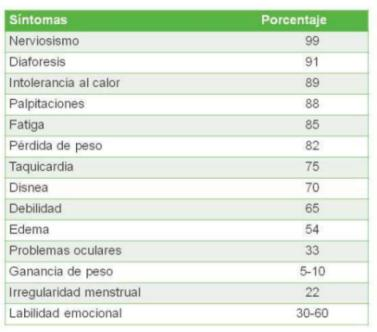 Síntomas Porcentaje
Nerviosismo 99
Diaforesis 91
Intolerancia al calor 89
Palpitaciones 88
Fatiga 85
Pérdida de peso 82
Taquicardia 75
Disnea 70
Debilidad 65
Edema 54
Problemas oculares 33
Ganancia de peso 5-10
Irregularidad menstrual 22
Labilidad emocional 30-60